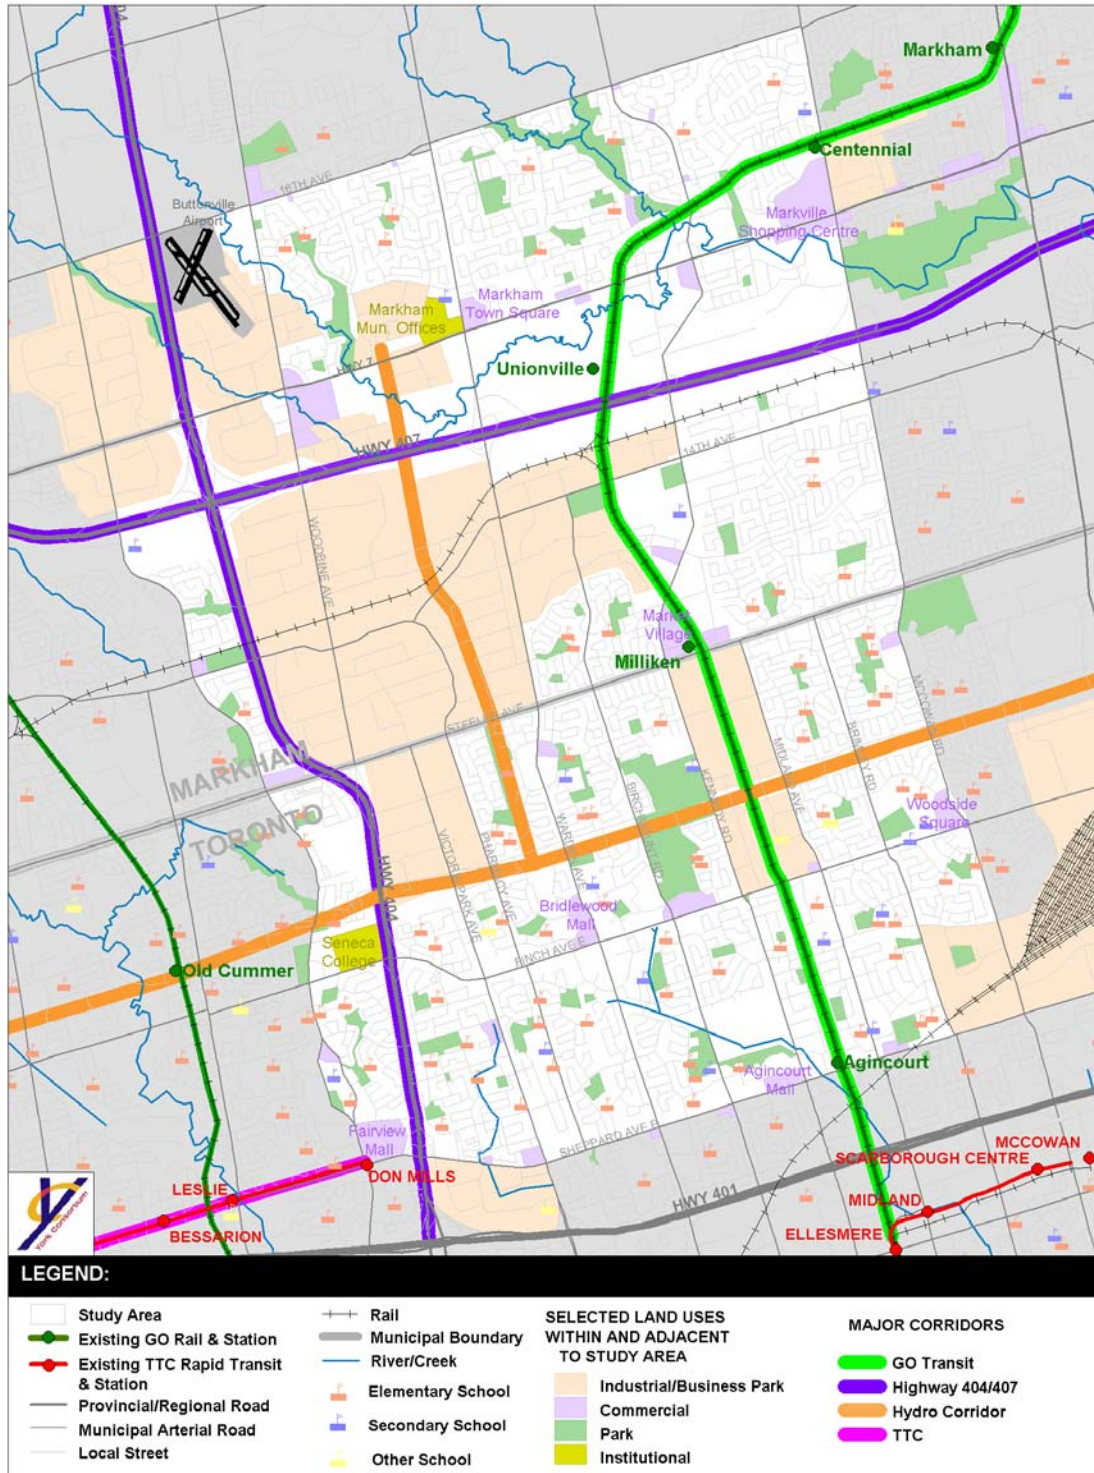 404
Markham
Centennial
16TH AVE
Buttonville
Airport
Markville
Shopping Centre
Markham
Mun. Offices
Markham
Town Square
HWY 7
Unionville
HWY 407
14TH AVE
WOODBINE AVE
Market
Village
Milliken
STEELES AVE
MCCOWAN RD
MARKHAM
TORONTO
MIDLAND AVE
BRIMLEY RD
KENNEDY RD
BIRCHMOUNT RD
WARDEN AVE
PHARMACY AVE
VICTORIA PARK AVE
HWY 404
Woodside
Square
Bridlewood
Mall
FINCH AVE E
Seneca
College
Old Cummer
Agincourt
Agincourt
Mall
SHEPPARD AVE E
Fairview
Mall
DON MILLS
LESLIE
BESSARION
HWY 401
MCCOWAN
SCARBOROUGH CENTRE
MIDLAND
ELLESMERE
York Consortium
LEGEND:
Study Area
Existing GO Rail & Station
Existing TTC Rapid Transit
& Station
Provincial/Regional Road
Municipal Arterial Road
Local Street
Rail
Municipal Boundary
River/Creek
Elementary School
Secondary School
Other School
SELECTED LAND USES
WITHIN AND ADJACENT
TO STUDY AREA
Industrial/Business Park
Commercial
Park
Institutional
MAJOR CORRIDORS
GO Transit
Highway 404/407
Hydro Corridor
TTC